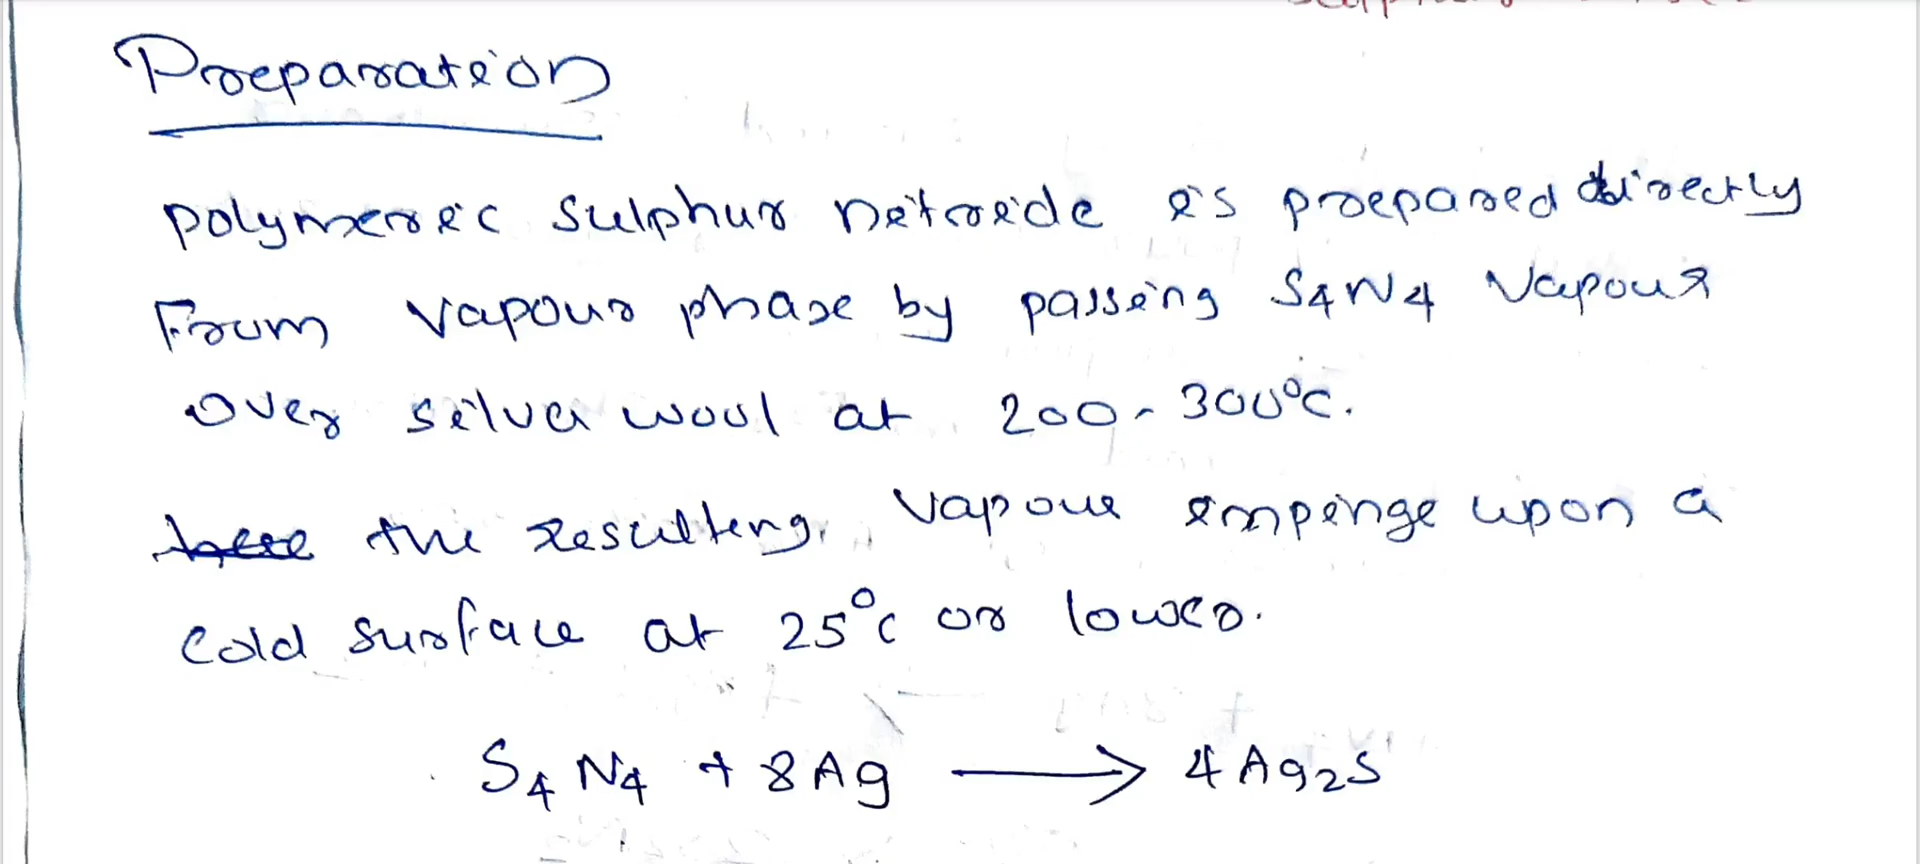 Preparation
polymeric sulphur nitride is prepared directly
From vapour phase by passing S4N4 vapour
over silver wool at 200-300°C.
these the resulting vapour impinge upon a
cold surface at 25°C or lower.
S4N4 + 8Ag → 4Ag2S